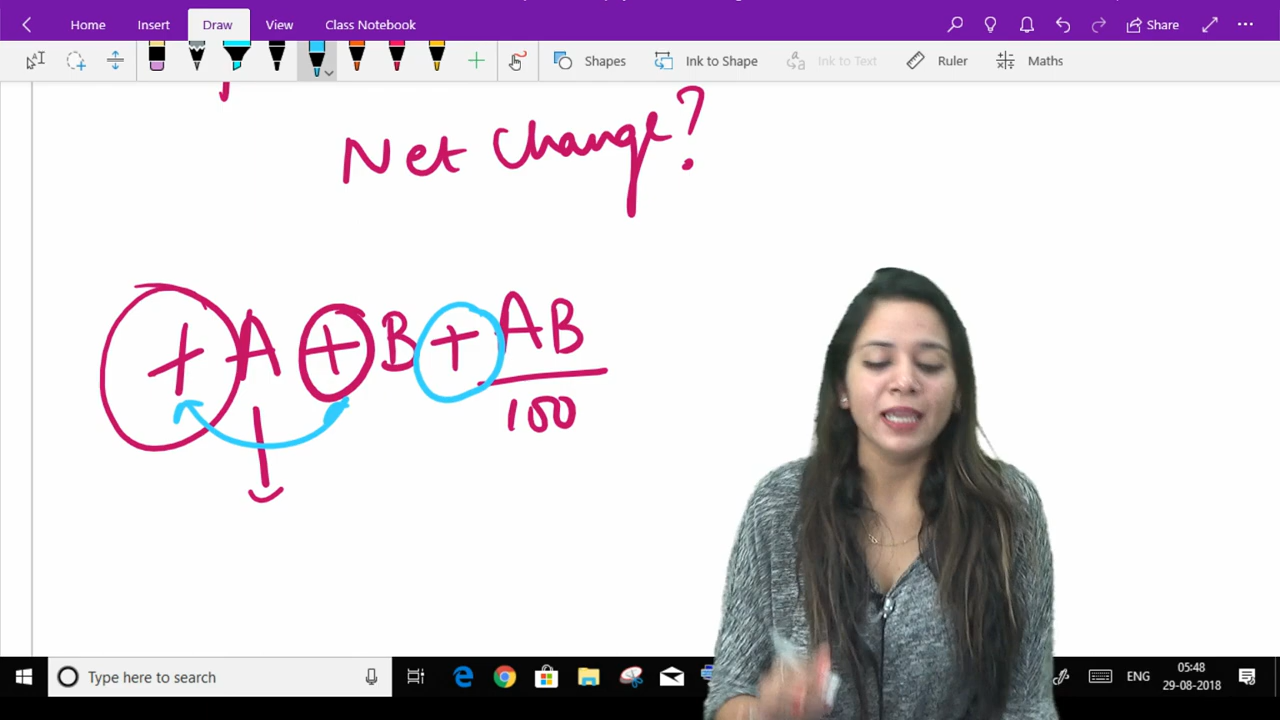 Home Insert Draw View Class Notebook Share
Shapes Ink to Shape Ink to Text Ruler Maths
Net Change?
+ A + B + AB
100
Type here to search ENG 05:48
29-08-2018